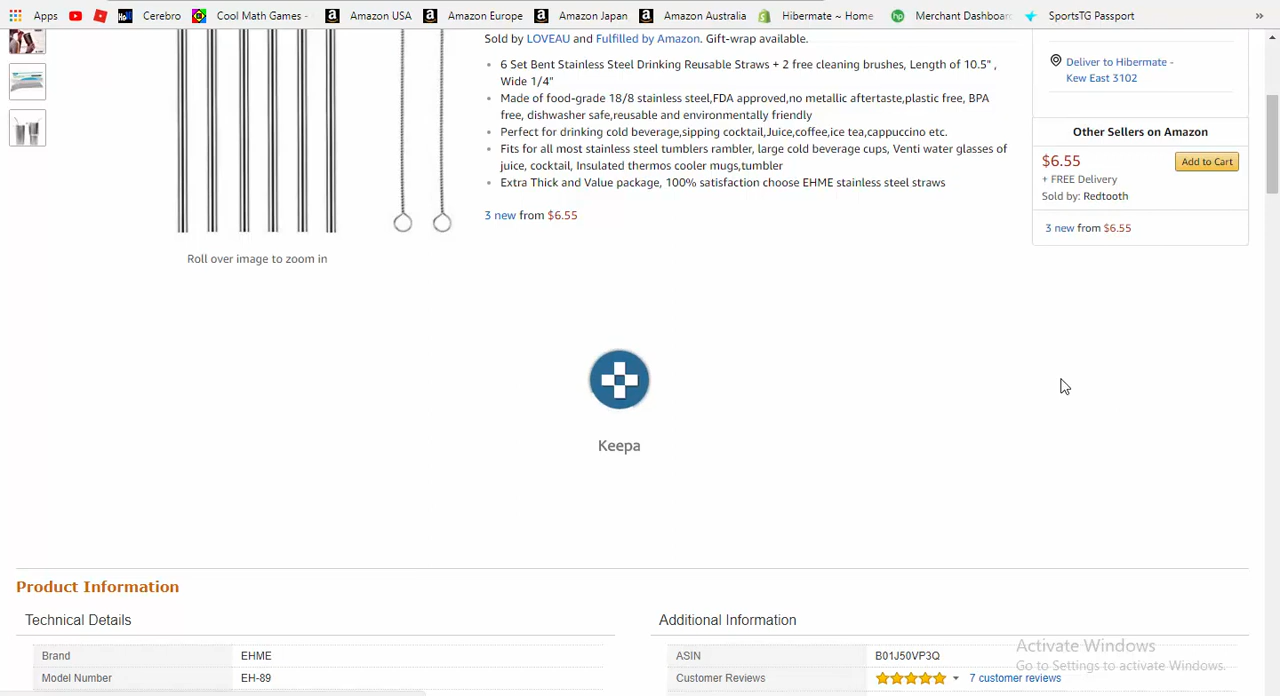 Apps Cerebro Cool Math Games - Amazon USA Amazon Europe Amazon Japan Amazon Australia Hibermate ~ Home Merchant Dashboar SportsTG Passport »
Sold by LOVEAU and Fulfilled by Amazon. Gift-wrap available.
• 6 Set Bent Stainless Steel Drinking Reusable Straws + 2 free cleaning brushes, Length of 10.5" ,
Wide 1/4"
• Made of food-grade 18/8 stainless steel,FDA approved,no metallic aftertaste,plastic free, BPA
free, dishwasher safe,reusable and environmentally friendly
• Perfect for drinking cold beverage,sipping cocktail,Juice,coffee,ice tea,cappuccino etc.
• Fits for all most stainless steel tumblers rambler, large cold beverage cups, Venti water glasses of
juice, cocktail, Insulated thermos cooler mugs,tumbler
• Extra Thick and Value package, 100% satisfaction choose EHME stainless steel straws
3 new from $6.55
Roll over image to zoom in
Deliver to Hibermate -
Kew East 3102
Other Sellers on Amazon
$6.55 Add to Cart
+ FREE Delivery
Sold by: Redtooth
3 new from $6.55
Keepa
Product Information
Technical Details
Brand EHME
Model Number EH-89
Additional Information
ASIN B01J50VP3Q
Customer Reviews 7 customer reviews
Activate Windows
Go to Settings to activate Windows.